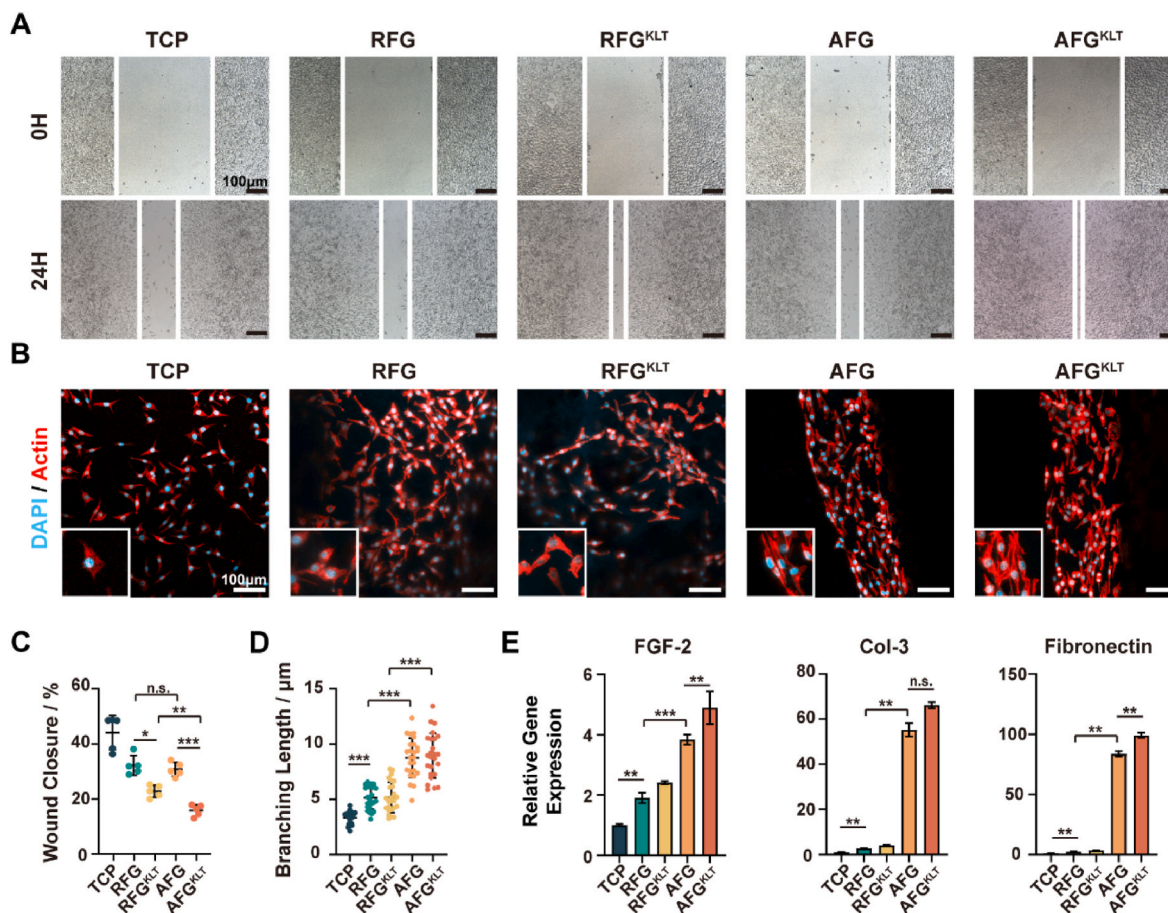 A
TCP RFG RFGᴷᴸᵀ AFG AFGᴷᴸᵀ
0H
100μm
24H
B
TCP RFG RFGᴷᴸᵀ AFG AFGᴷᴸᵀ
DAPI / Actin
100μm
C
Wound Closure / %
60
40
20
0
n.s.
**
* ***
TCP RFG RFGᴷᴸᵀ AFG AFGᴷᴸᵀ
D
Branching Length / μm
15
10
5
0
***
***
***
TCP RFG RFGᴷᴸᵀ AFG AFGᴷᴸᵀ
E
Relative Gene
Expression
FGF-2
6
4
2
0
**
***
**
TCP RFG RFGᴷᴸᵀ AFG AFGᴷᴸᵀ
Col-3
80
60
40
20
0
n.s.
**
**
TCP RFG RFGᴷᴸᵀ AFG AFGᴷᴸᵀ
Fibronectin
150
100
50
0
**
**
**
TCP RFG RFGᴷᴸᵀ AFG AFGᴷᴸᵀ